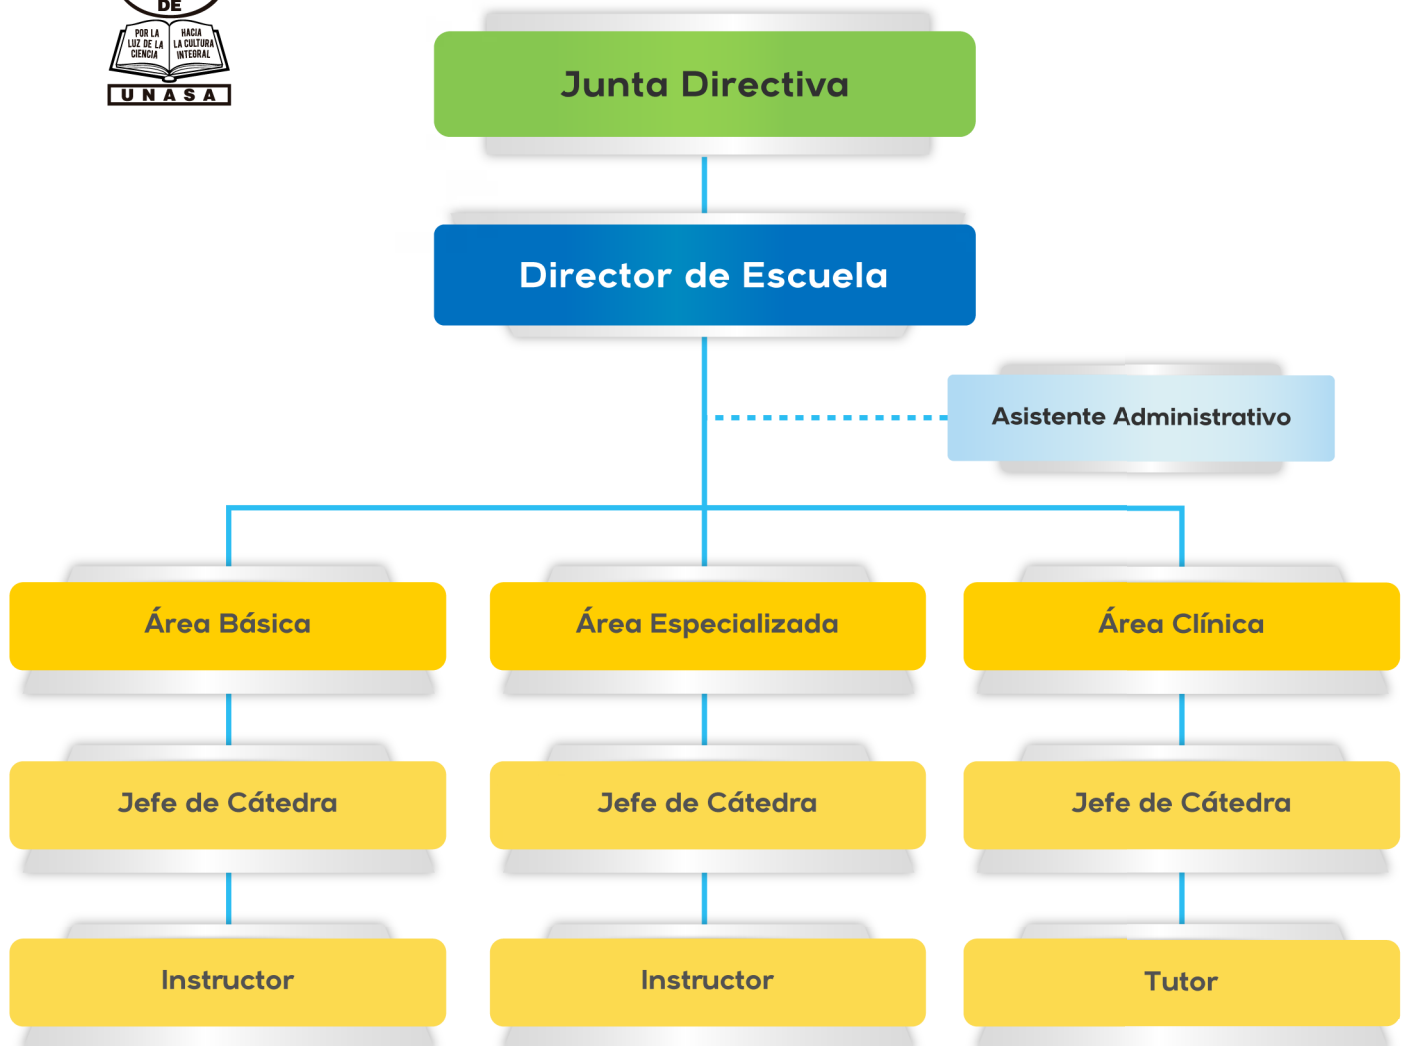 DE
POR LA
LUZ DE LA
CIENCIA
HACIA
LA CULTURA
INTEGRAL
UNASA
Junta Directiva
Director de Escuela
Asistente Administrativo
Área Básica
Área Especializada
Área Clínica
Jefe de Cátedra
Jefe de Cátedra
Jefe de Cátedra
Instructor
Instructor
Tutor